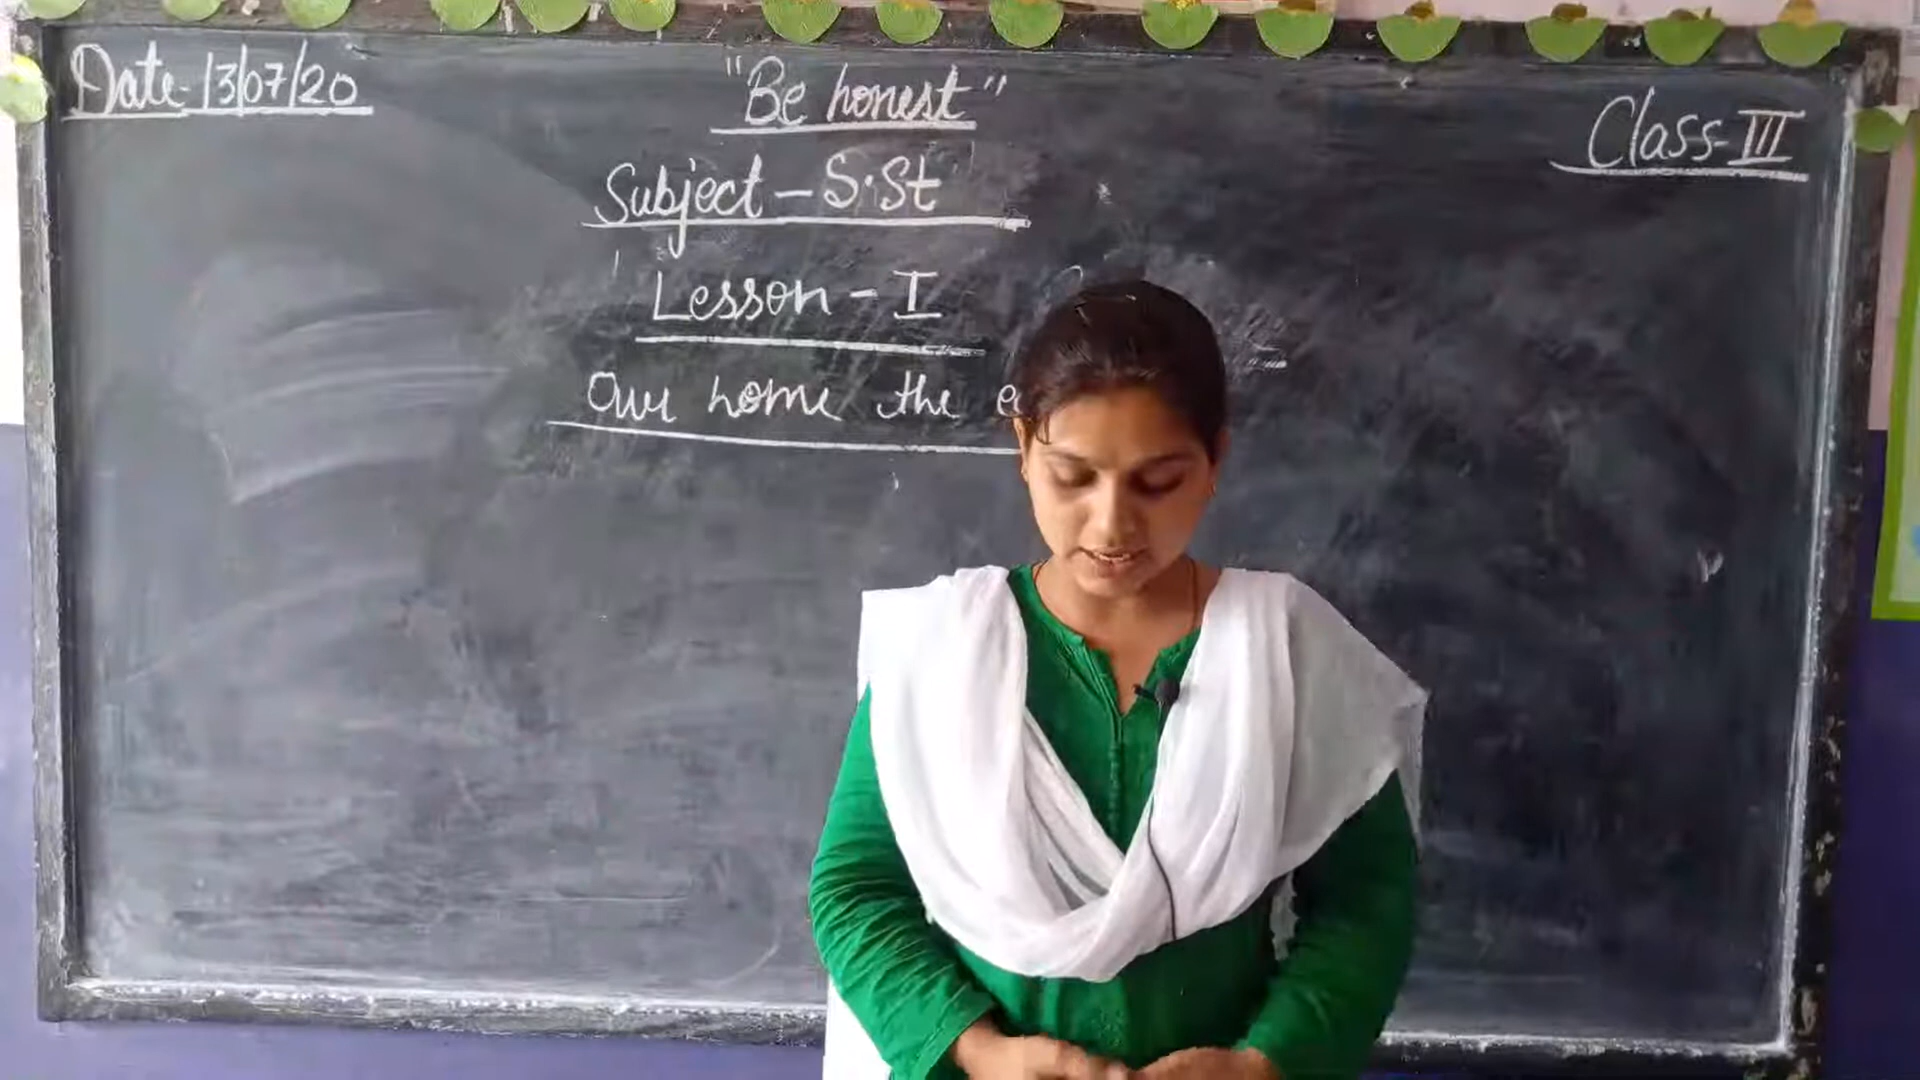 Date- 13/07/20
"Be honest"
Class-III
Subject - S.St
Lesson - I
Our home the